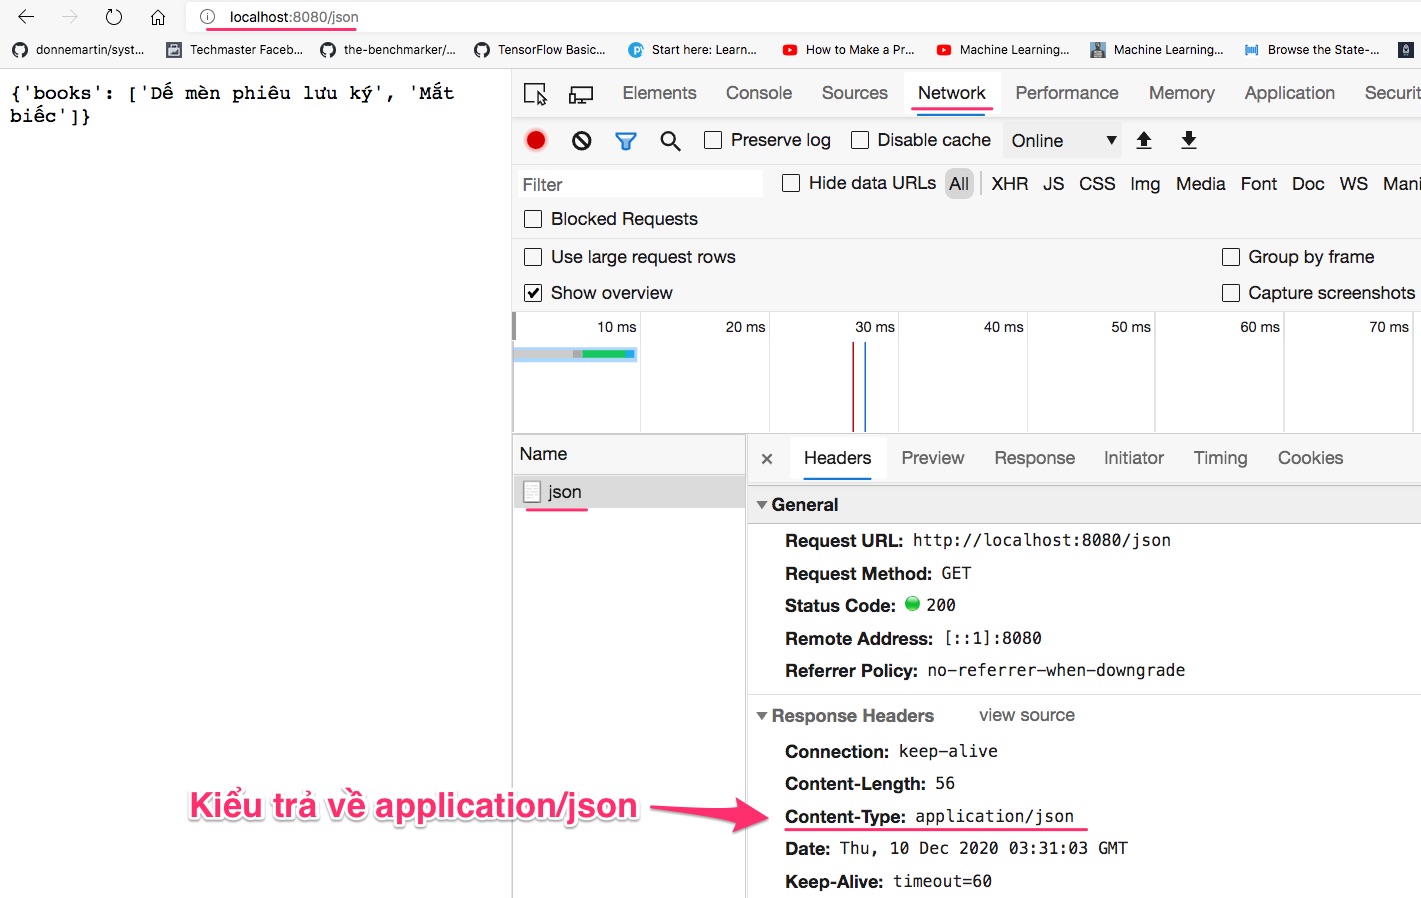 localhost:8080/json
donnemartin/syst...
Techmaster Faceb...
the-benchmarker/...
TensorFlow Basic...
Start here: Learn...
How to Make a Pr...
Machine Learning...
Machine Learning...
Browse the State-...
{'books': ['Dế mèn phiêu lưu ký', 'Mắt
biếc']}
Elements Console Sources Network Performance Memory Application Securit
Preserve log Disable cache Online
Filter Hide data URLs All XHR JS CSS Img Media Font Doc WS Mani
Blocked Requests
Use large request rows Group by frame
Show overview Capture screenshots
10 ms 20 ms 30 ms 40 ms 50 ms 60 ms 70 ms
Name
json
Headers Preview Response Initiator Timing Cookies
General
Request URL: http://localhost:8080/json
Request Method: GET
Status Code: 200
Remote Address: [::1]:8080
Referrer Policy: no-referrer-when-downgrade
Response Headers view source
Connection: keep-alive
Content-Length: 56
Kiểu trả về application/json
Content-Type: application/json
Date: Thu, 10 Dec 2020 03:31:03 GMT
Keep-Alive: timeout=60